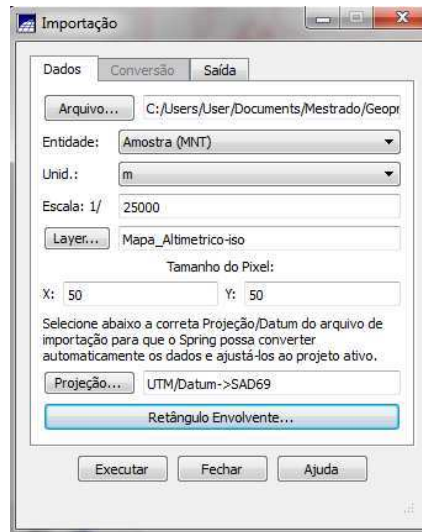 Importação
Dados Conversão Saída
Arquivo... C:/Users/User/Documents/Mestrado/Geopr
Entidade: Amostra (MNT)
Unid.: m
Escala: 1/ 25000
Layer... Mapa_Altimetrico-iso
Tamanho do Pixel:
X: 50 Y: 50
Selecione abaixo a correta Projeção/Datum do arquivo de
importação para que o Spring possa converter
automaticamente os dados e ajustá-los ao projeto ativo.
Projeção... UTM/Datum->SAD69
Retângulo Envolvente...
Executar Fechar Ajuda